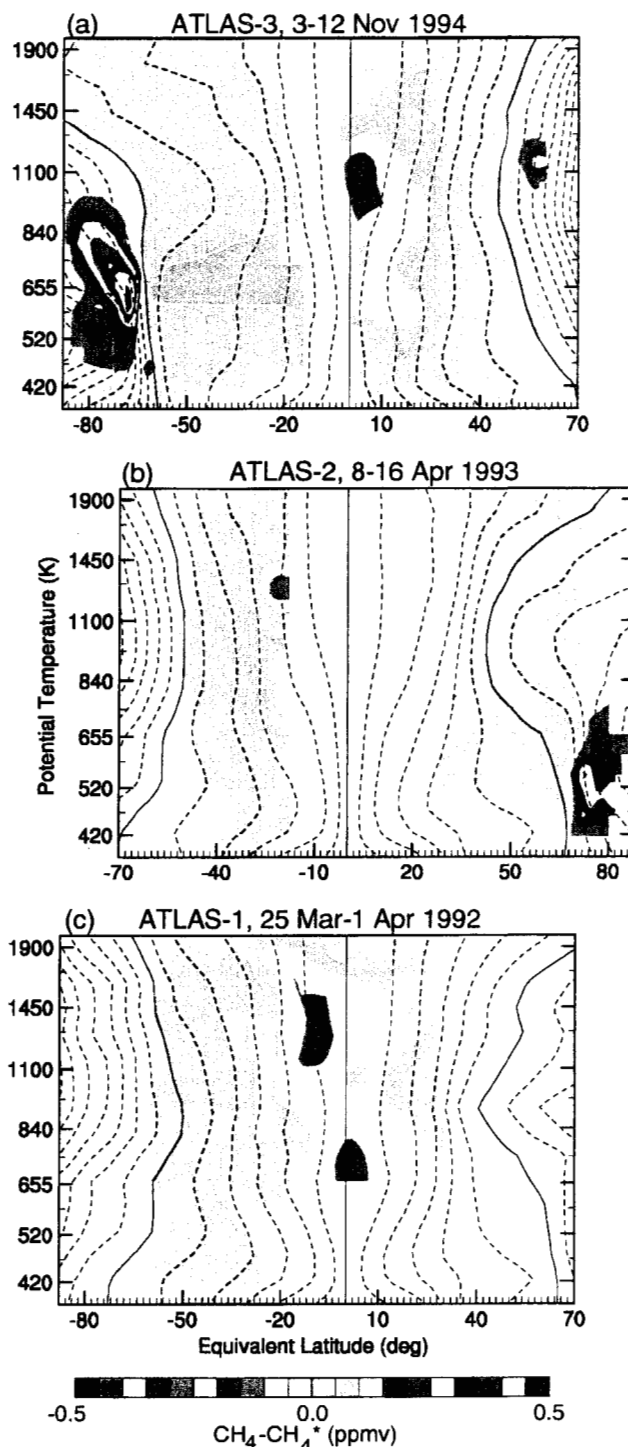 (a) ATLAS-3, 3-12 Nov 1994
1900
1450
1100
840
655
520
420
-80 -50 -20 10 40 70
(b) ATLAS-2, 8-16 Apr 1993
Potential Temperature (K)
1900
1450
1100
840
655
520
420
-70 -50 -20 10 40 80
(c) ATLAS-1, 25 Mar-1 Apr 1992
1900
1450
1100
840
655
520
420
-80 -50 -20 10 40 70
Equivalent Latitude (deg)
-0.5 0.0 0.5
CH4-CH4* (ppmv)